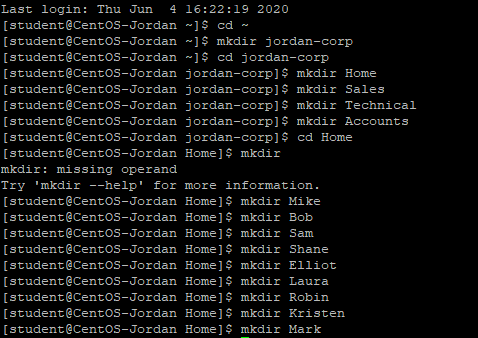 Last login: Thu Jun  4 16:22:19 2020
[student@CentOS-Jordan ~]$ cd ~
[student@CentOS-Jordan ~]$ mkdir jordan-corp
[student@CentOS-Jordan ~]$ cd jordan-corp
[student@CentOS-Jordan jordan-corp]$ mkdir Home
[student@CentOS-Jordan jordan-corp]$ mkdir Sales
[student@CentOS-Jordan jordan-corp]$ mkdir Technical
[student@CentOS-Jordan jordan-corp]$ mkdir Accounts
[student@CentOS-Jordan jordan-corp]$ cd Home
[student@CentOS-Jordan Home]$ mkdir
mkdir: missing operand
Try 'mkdir --help' for more information.
[student@CentOS-Jordan Home]$ mkdir Mike
[student@CentOS-Jordan Home]$ mkdir Bob
[student@CentOS-Jordan Home]$ mkdir Sam
[student@CentOS-Jordan Home]$ mkdir Shane
[student@CentOS-Jordan Home]$ mkdir Elliot
[student@CentOS-Jordan Home]$ mkdir Laura
[student@CentOS-Jordan Home]$ mkdir Robin
[student@CentOS-Jordan Home]$ mkdir Kristen
[student@CentOS-Jordan Home]$ mkdir Mark